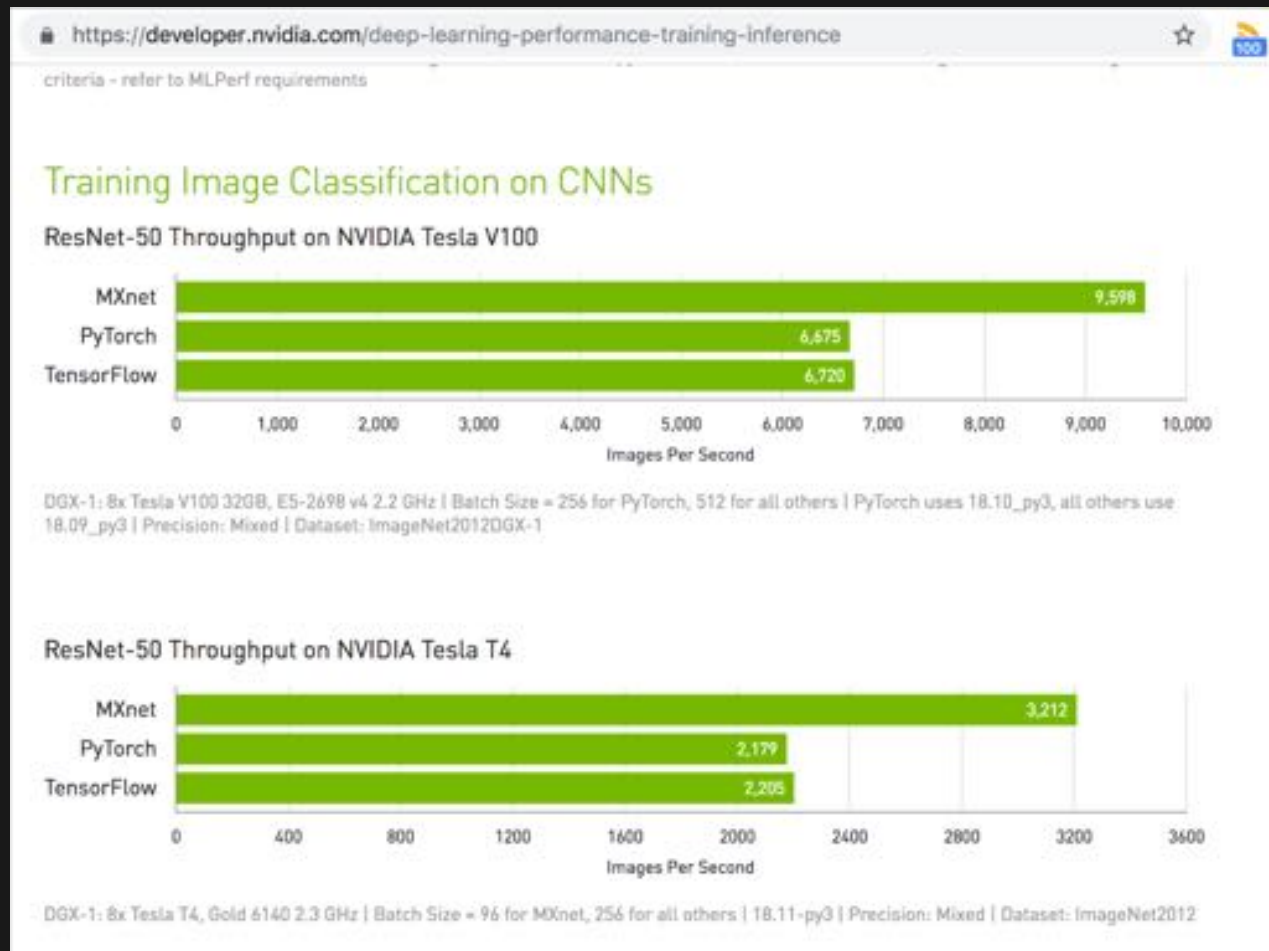 https://developer.nvidia.com/deep-learning-performance-training-inference
100
criteria - refer to MLPerf requirements
Training Image Classification on CNNs
ResNet-50 Throughput on NVIDIA Tesla V100
MXnet 9,598
PyTorch 6,675
TensorFlow 6,720
0 1,000 2,000 3,000 4,000 5,000 6,000 7,000 8,000 9,000 10,000
Images Per Second
DGX-1: 8x Tesla V100 32GB, E5-2698 v4 2.2 GHz | Batch Size = 256 for PyTorch, 512 for all others | PyTorch uses 18.10_py3, all others use
18.09_py3 | Precision: Mixed | Dataset: ImageNet2012DGX-1
ResNet-50 Throughput on NVIDIA Tesla T4
MXnet 3,212
PyTorch 2,179
TensorFlow 2,205
0 400 800 1200 1600 2000 2400 2800 3200 3600
Images Per Second
DGX-1: 8x Tesla T4, Gold 6140 2.3 GHz | Batch Size = 96 for MXnet, 256 for all others | 18.11-py3 | Precision: Mixed | Dataset: ImageNet2012